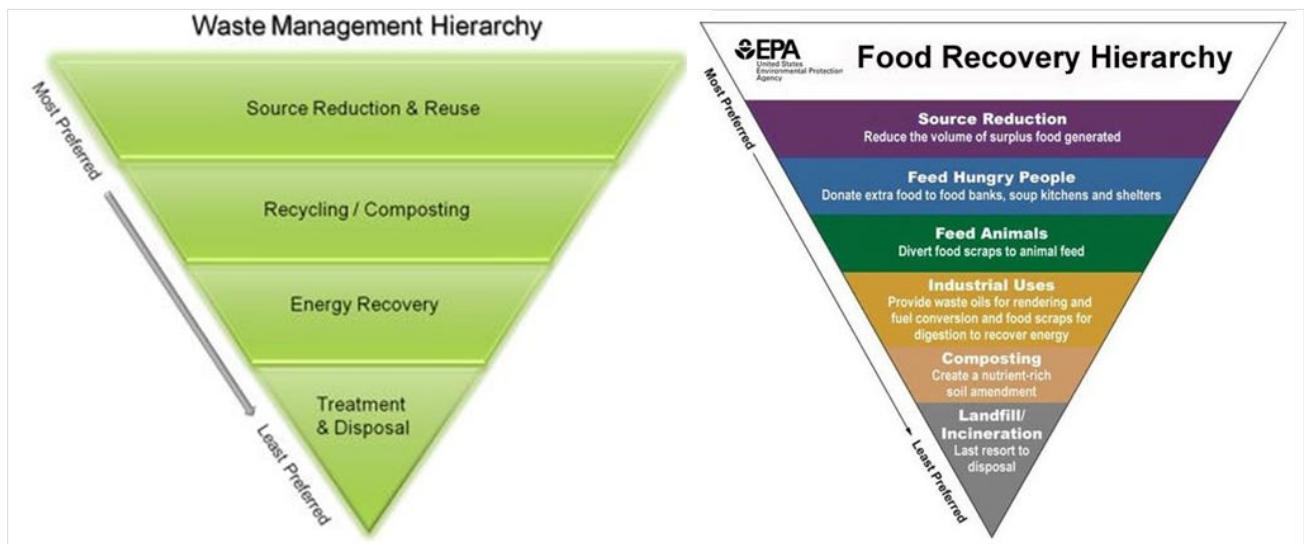 Waste Management Hierarchy
Most Preferred
Source Reduction & Reuse
Recycling / Composting
Energy Recovery
Treatment
& Disposal
Least Preferred
EPA
United States
Environmental Protection
Agency
Food Recovery Hierarchy
Most Preferred
Source Reduction
Reduce the volume of surplus food generated
Feed Hungry People
Donate extra food to food banks, soup kitchens and shelters
Feed Animals
Divert food scraps to animal feed
Industrial Uses
Provide waste oils for rendering and
fuel conversion and food scraps for
digestion to recover energy
Composting
Create a nutrient-rich
soil amendment
Landfill/
Incineration
Last resort to
disposal
Least Preferred